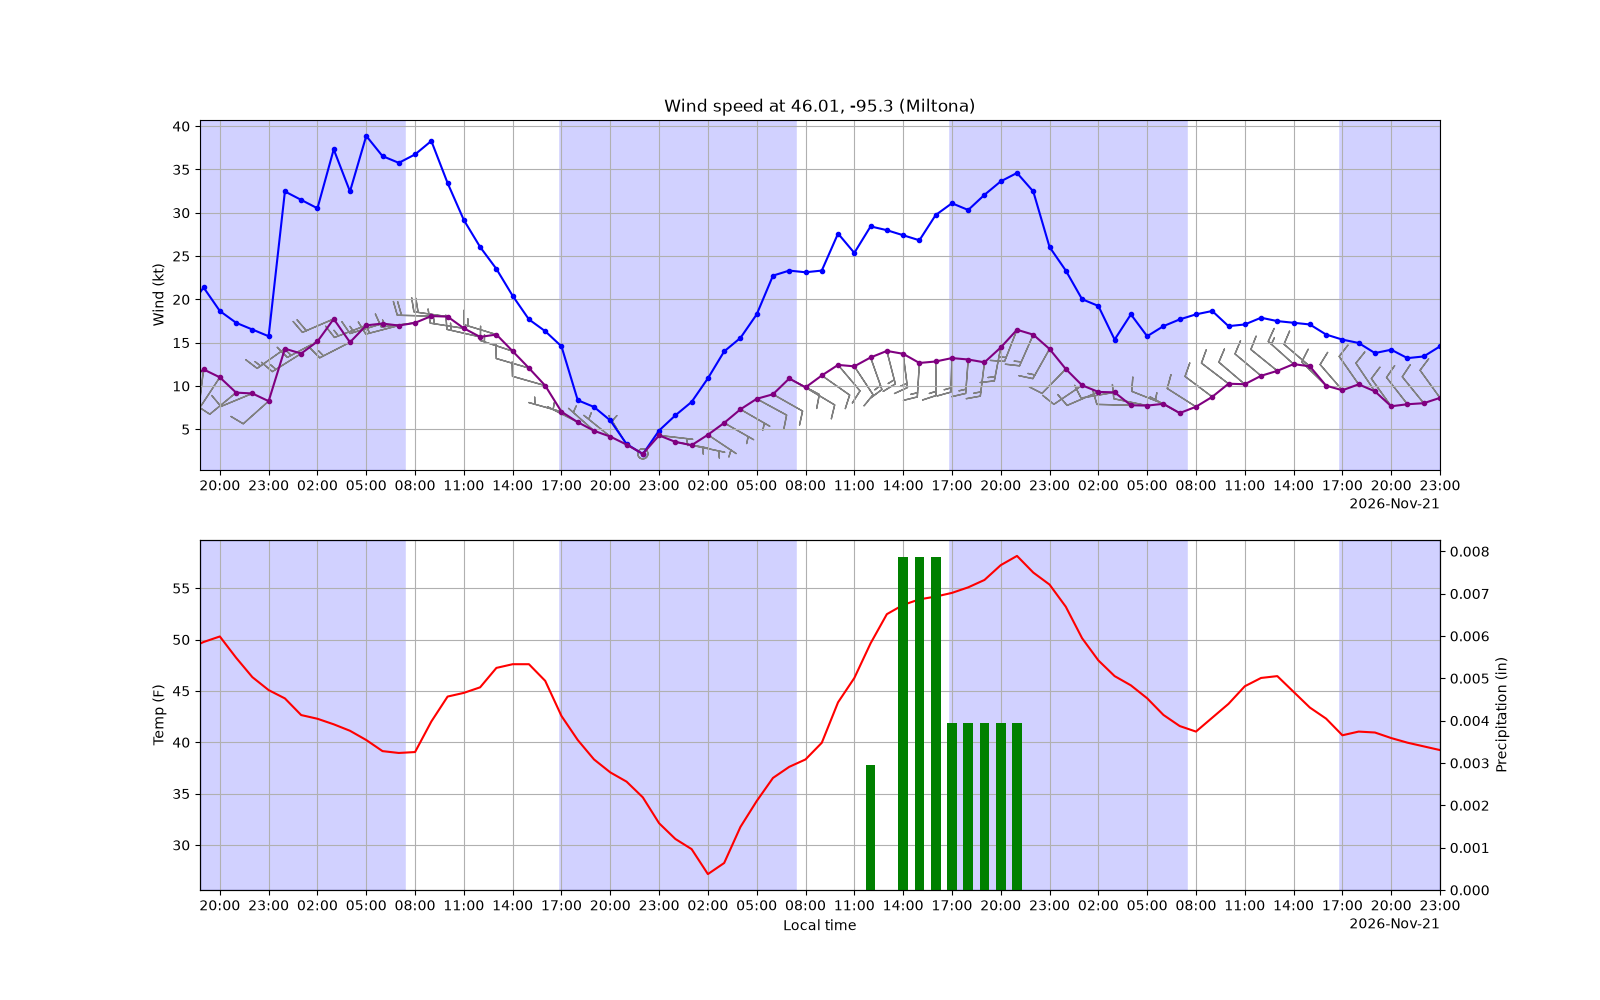 Wind speed at 46.01, -95.3 (Miltona)
40
35
30
25
20
15
10
5
Wind (kt)
20:00 23:00 02:00 05:00 08:00 11:00 14:00 17:00 20:00 23:00 02:00 05:00 08:00 11:00 14:00 17:00 20:00 23:00 02:00 05:00 08:00 11:00 14:00 17:00 20:00 23:00
2026-Nov-21
55
50
45
40
35
30
Temp (F)
0.008
0.007
0.006
0.005
0.004
0.003
0.002
0.001
0.000
Precipitation (in)
20:00 23:00 02:00 05:00 08:00 11:00 14:00 17:00 20:00 23:00 02:00 05:00 08:00 11:00 14:00 17:00 20:00 23:00 02:00 05:00 08:00 11:00 14:00 17:00 20:00 23:00
Local time
2026-Nov-21